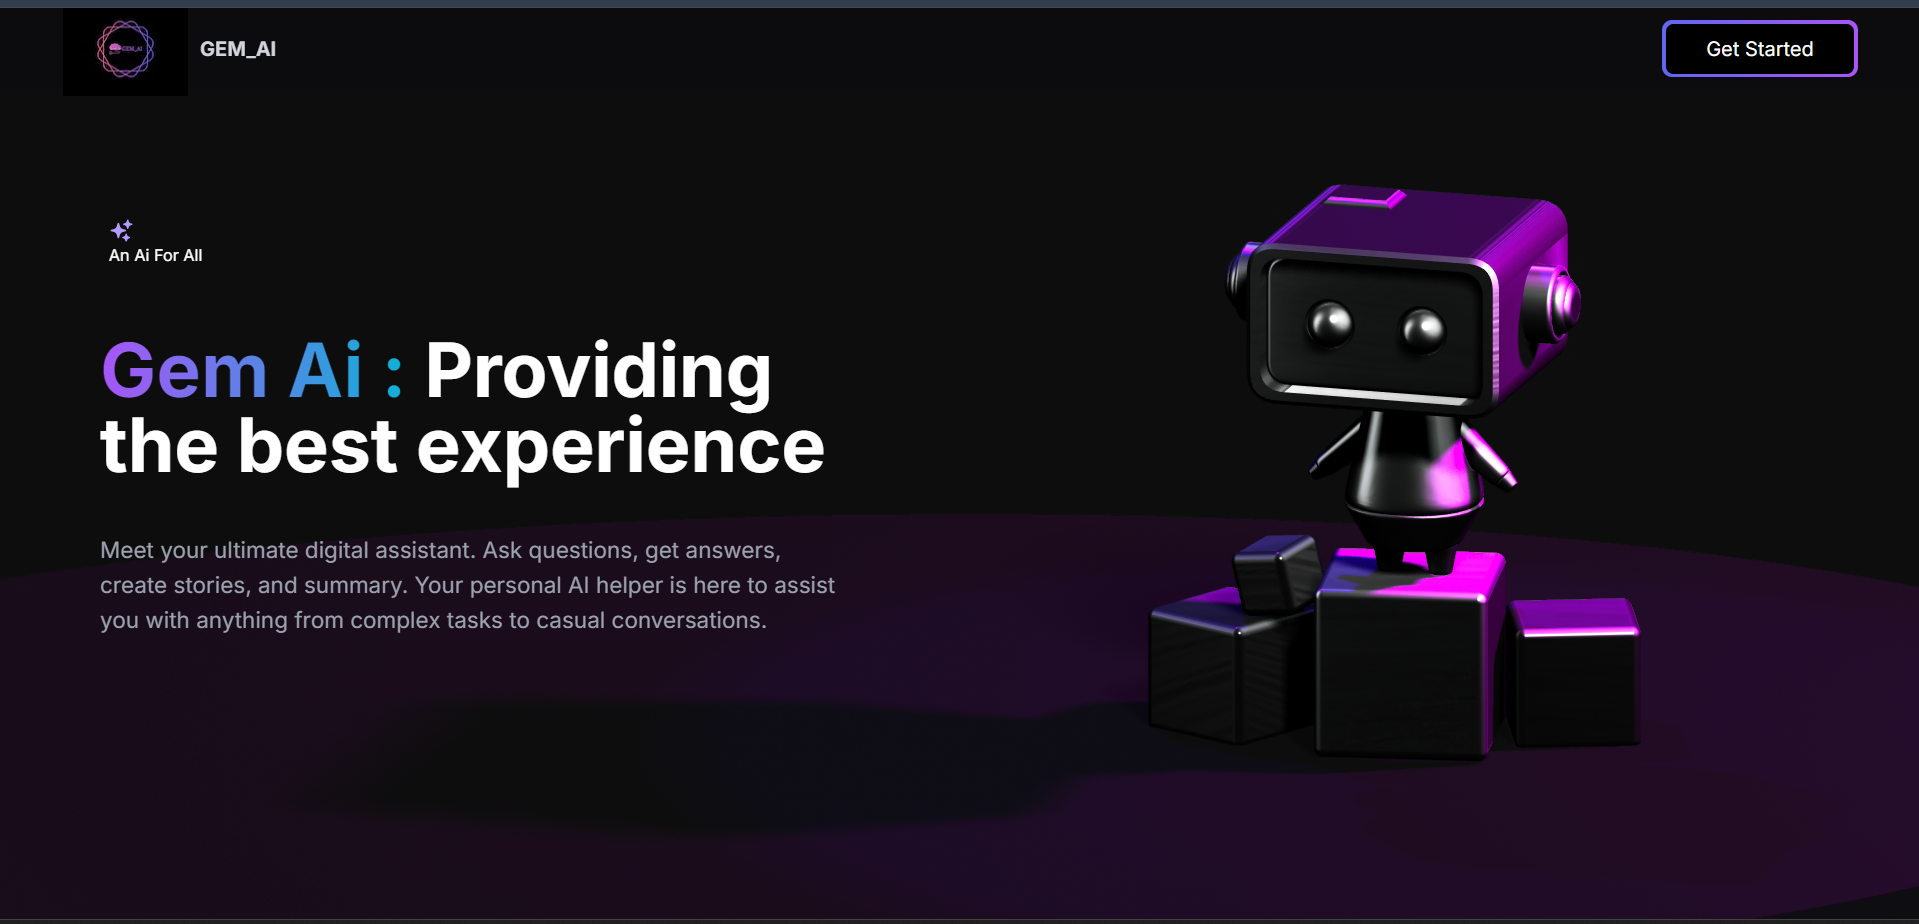 GEM_AI
GEM_AI
Get Started
An Ai For All
Gem Ai : Providing
the best experience
Meet your ultimate digital assistant. Ask questions, get answers,
create stories, and summary. Your personal AI helper is here to assist
you with anything from complex tasks to casual conversations.